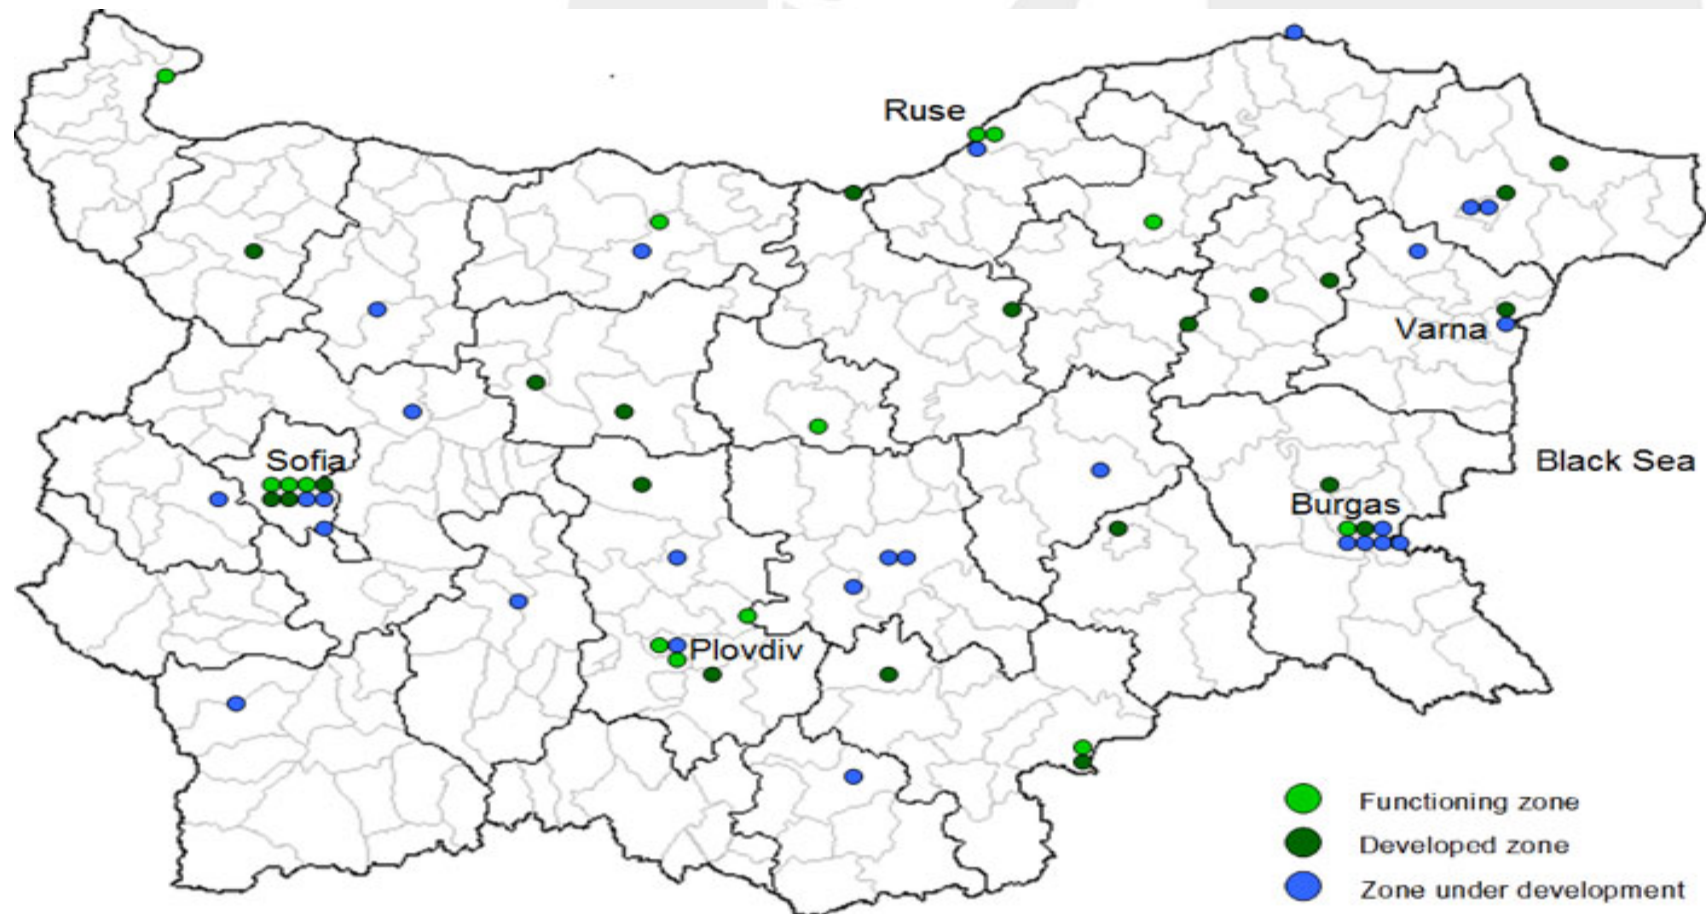 Ruse
Varna
Sofia
Black Sea
Burgas
Plovdiv
Functioning zone
Developed zone
Zone under development